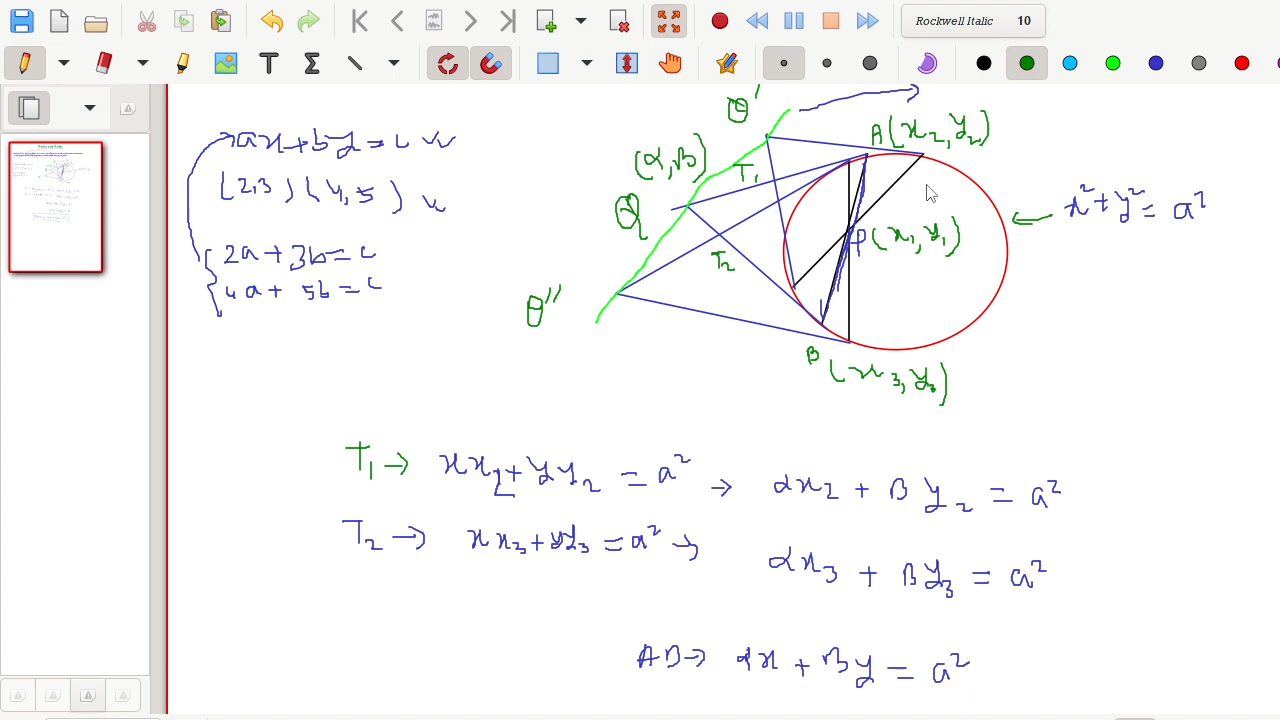 Rockwell Italic 10
ax+by=c
(2,3) (4,5)
2a+3b=c
4a+5b=c
Q'
(α,β)
Q
Q''
T₁
T₂
A(x₂,y₂)
P(x₁,y₁)
B(x₃,y₃)
x²+y²=a²
T₁→ xx₂+yy₂=a² → αx₂+βy₂=a²
T₂→ xx₃+yy₃=a² → αx₃+βy₃=a²
AB→ αx+βy=a²